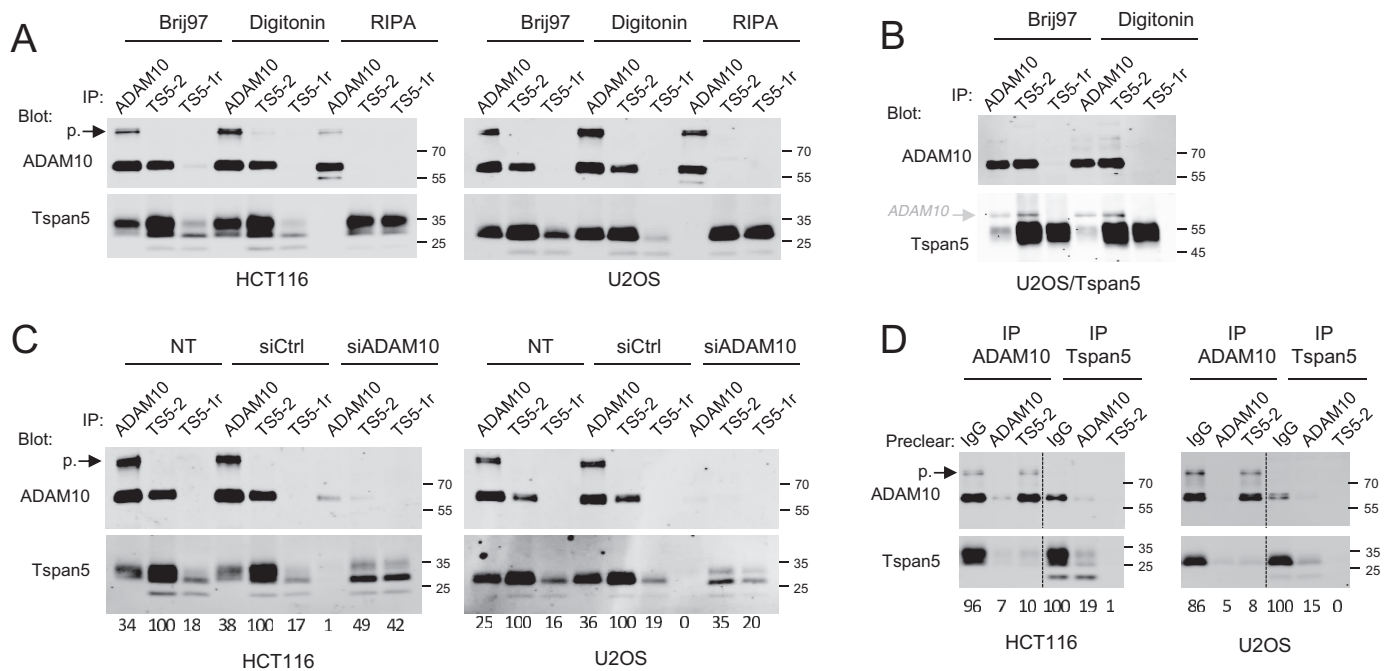 A
Brij97 Digitonin RIPA
IP: ADAM10 TS5-2 TS5-1r ADAM10 TS5-2 TS5-1r ADAM10 TS5-2 TS5-1r
Blot:
p.
ADAM10
70
55
Tspan5
35
25
HCT116
Brij97 Digitonin RIPA
ADAM10 TS5-2 TS5-1r ADAM10 TS5-2 TS5-1r ADAM10 TS5-2 TS5-1r
70
55
35
25
U2OS
B
Brij97 Digitonin
IP: ADAM10 TS5-2 TS5-1r ADAM10 TS5-2 TS5-1r
Blot:
ADAM10
70
55
ADAM10
Tspan5
55
45
U2OS/Tspan5
C
NT siCtrl siADAM10
IP: ADAM10 TS5-2 TS5-1r ADAM10 TS5-2 TS5-1r ADAM10 TS5-2 TS5-1r
Blot:
p.
ADAM10
70
55
Tspan5
35
25
34 100 18 38 100 17 1 49 42
HCT116
NT siCtrl siADAM10
ADAM10 TS5-2 TS5-1r ADAM10 TS5-2 TS5-1r ADAM10 TS5-2 TS5-1r
70
55
35
25
25 100 16 36 100 19 0 35 20
U2OS
D
IP IP
ADAM10 Tspan5
Preclear: IgG ADAM10 TS5-2 IgG ADAM10 TS5-2
Blot:
p.
ADAM10
70
55
Tspan5
35
25
96 7 10 100 19 1
HCT116
IP IP
ADAM10 Tspan5
IgG ADAM10 TS5-2 IgG ADAM10 TS5-2
70
55
35
25
86 5 8 100 15 0
U2OS